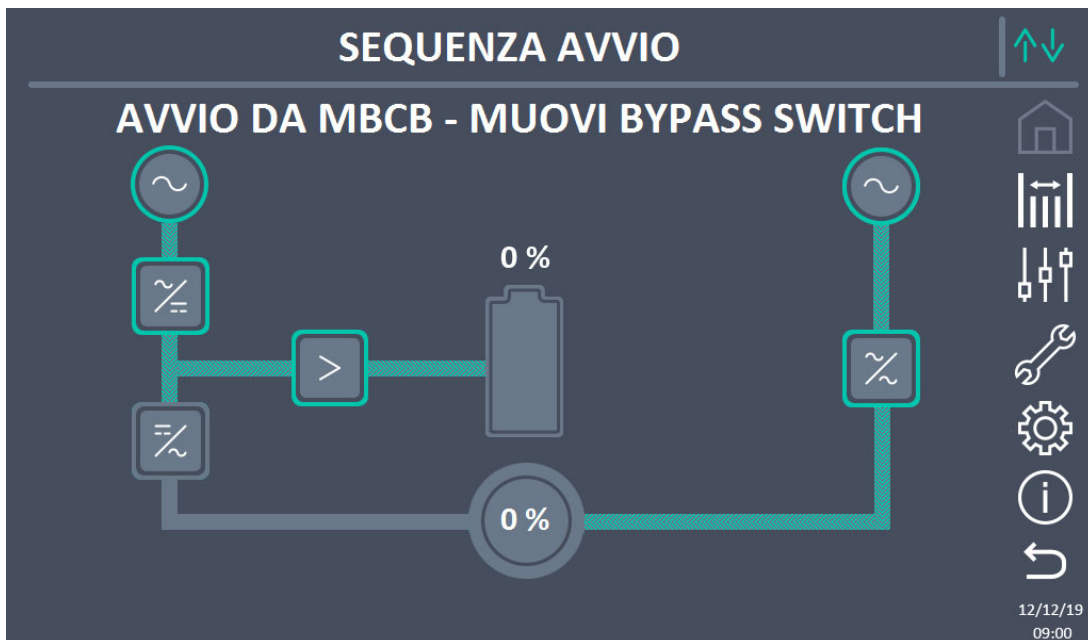 SEQUENZA AVVIO
AVVIO DA MBCB - MUOVI BYPASS SWITCH
0 %
0 %
12/12/19
09:00